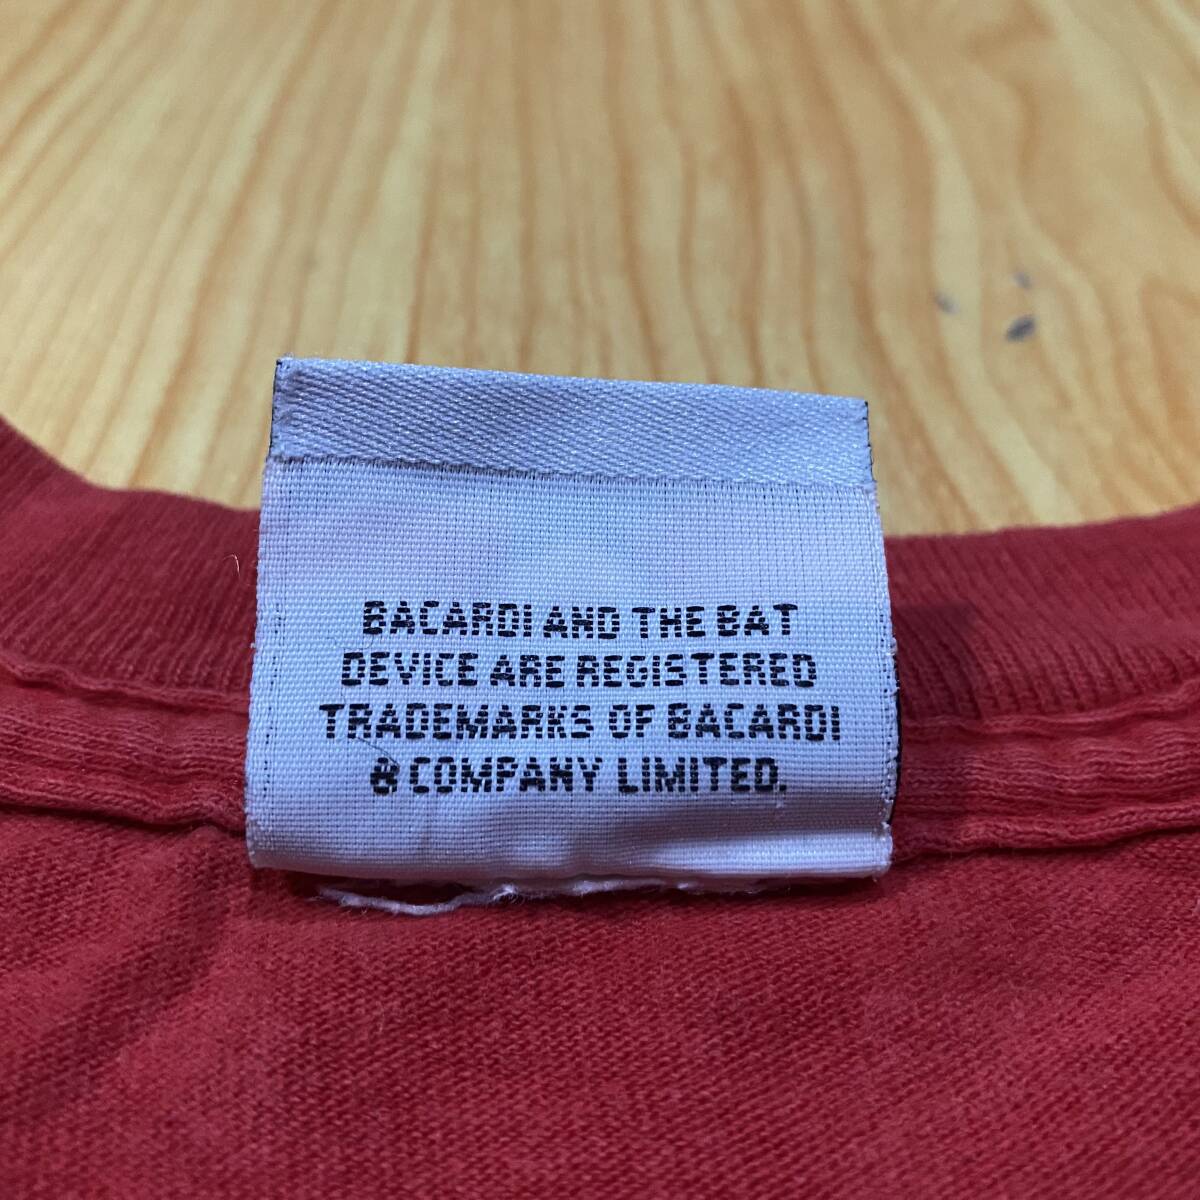 BACARDI AND THE BAT
DEVICE ARE REGISTERED
TRADEMARKS OF BACARDI
& COMPANY LIMITED.